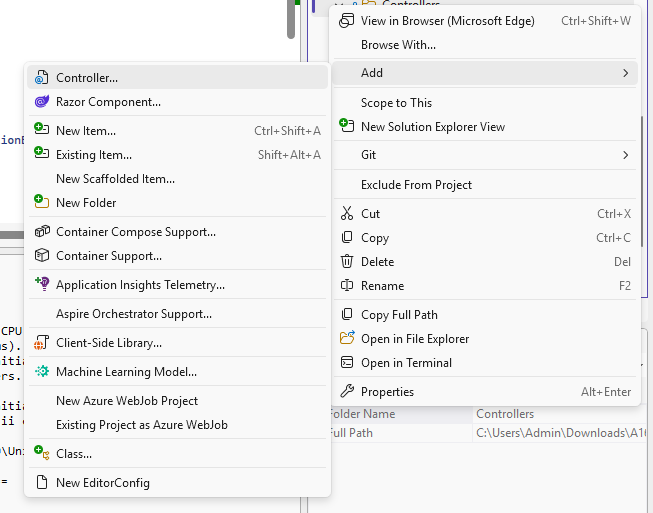 Controllers
View in Browser (Microsoft Edge) Ctrl+Shift+W
Browse With...
Add
Scope to This
New Solution Explorer View
Git
Exclude From Project
Cut Ctrl+X
Copy Ctrl+C
Delete Del
Rename F2
Copy Full Path
Open in File Explorer
Open in Terminal
Properties Alt+Enter
Controller...
Razor Component...
New Item... Ctrl+Shift+A
Existing Item... Shift+Alt+A
New Scaffolded Item...
New Folder
Container Compose Support...
Container Support...
Application Insights Telemetry...
Aspire Orchestrator Support...
Client-Side Library...
Machine Learning Model...
New Azure WebJob Project
Existing Project as Azure WebJob
Class...
New EditorConfig
Folder Name Controllers
Full Path C:\Users\Admin\Downloads\A1
CPU
s).
nitia
ers.
nitia
ii
\Uni
=